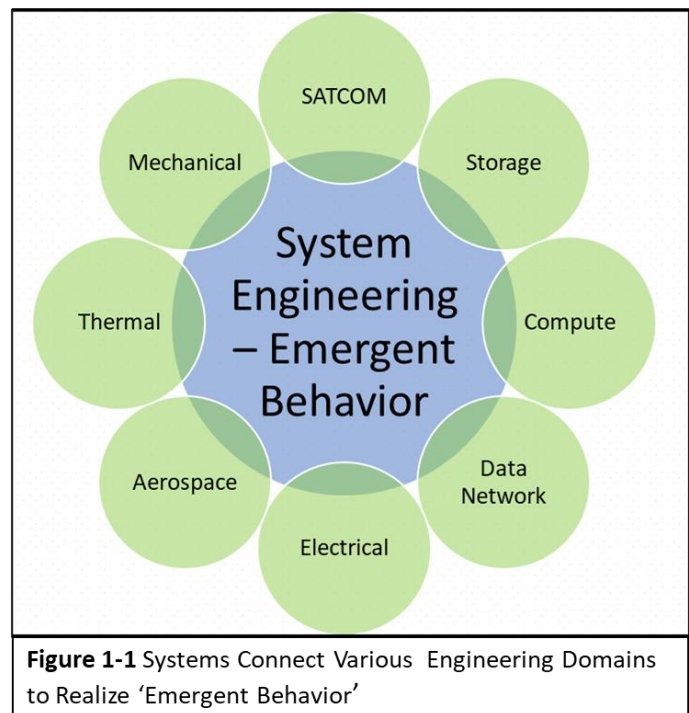 SATCOM
Mechanical
Storage
System
Engineering
– Emergent
Behavior
Thermal
Compute
Aerospace
Data
Network
Electrical
Figure 1-1 Systems Connect Various Engineering Domains
to Realize ‘Emergent Behavior’